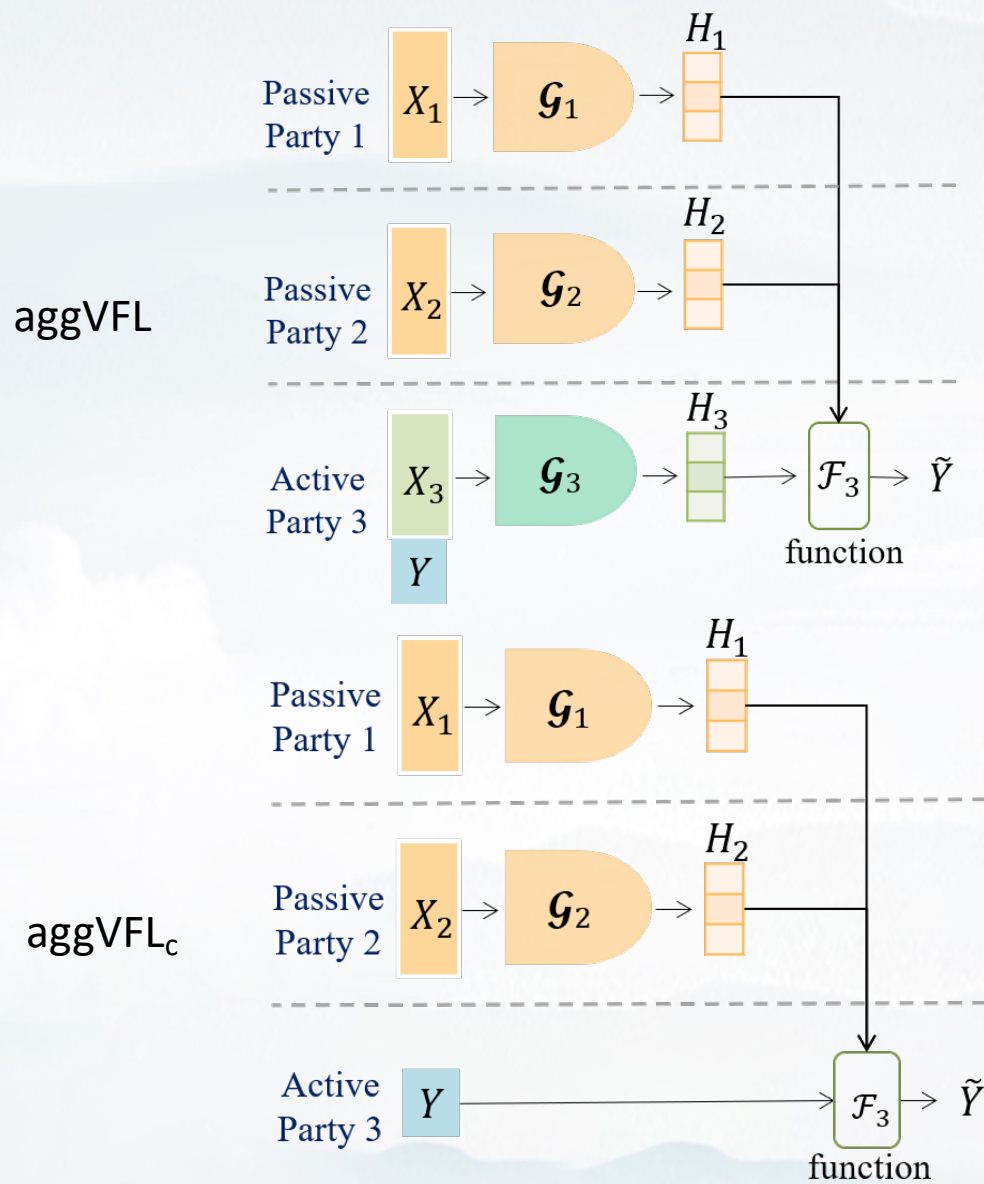 aggVFL
Passive
Party 1
X₁
𝓖₁
H₁
Passive
Party 2
X₂
𝓖₂
H₂
Active
Party 3
X₃
𝓖₃
H₃
Y
ℱ₃
Ỹ
function
aggVFLc
Passive
Party 1
X₁
𝓖₁
H₁
Passive
Party 2
X₂
𝓖₂
H₂
Active
Party 3
Y
ℱ₃
Ỹ
function